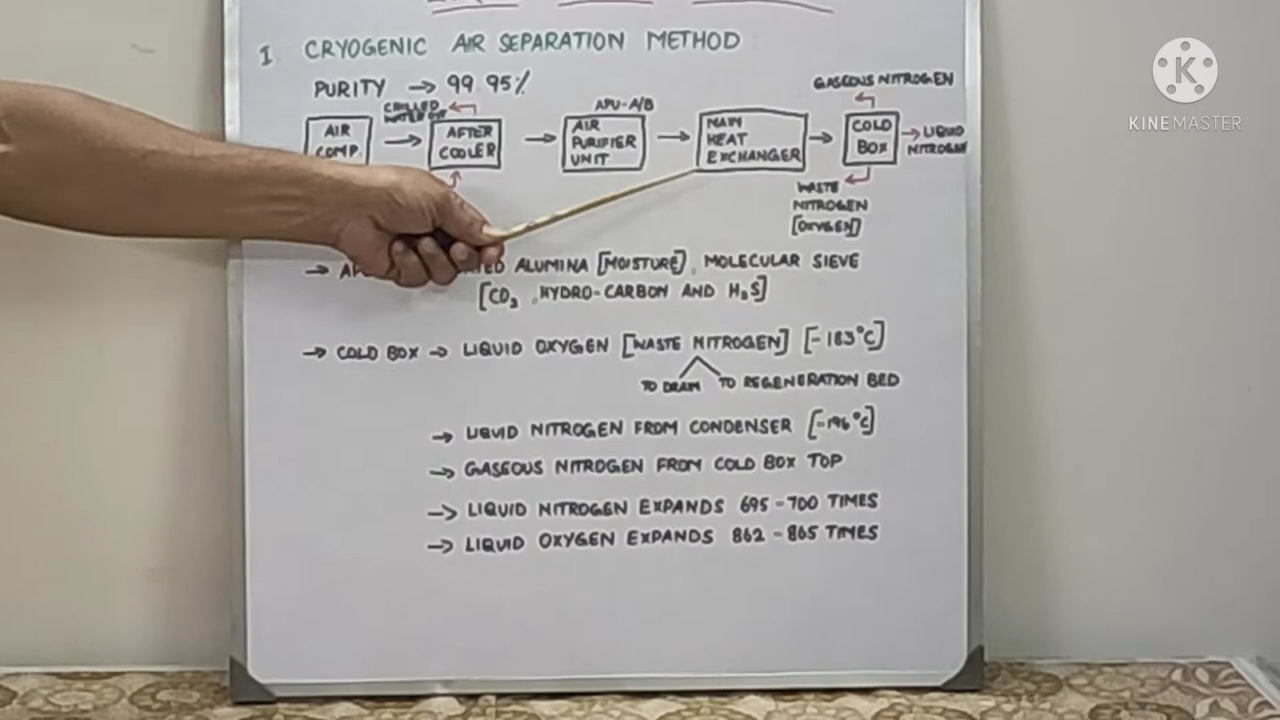 I CRYOGENIC AIR SEPARATION METHOD
PURITY → 99.95%
AIR COMP.
CHILLED WATER
AFTER COOLER
APU-A/B
AIR PURIFIER UNIT
MAIN HEAT EXCHANGER
COLD BOX
GASEOUS NITROGEN
LIQUID NITROGEN
WASTE NITROGEN [OXYGEN]
→ ALUMINA [MOISTURE], MOLECULAR SIEVE
[CO2, HYDRO-CARBON AND H2S]
→ COLD BOX → LIQUID OXYGEN [WASTE NITROGEN] [-183°C]
TO DRAIN TO REGENERATION BED
→ LIQUID NITROGEN FROM CONDENSER [-196°C]
→ GASEOUS NITROGEN FROM COLD BOX TOP
→ LIQUID NITROGEN EXPANDS 695-700 TIMES
→ LIQUID OXYGEN EXPANDS 862-865 TIMES
K
KINEMASTER